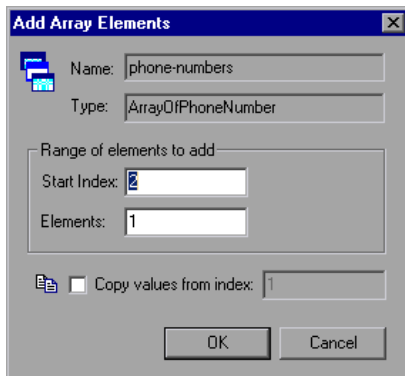 Add Array Elements
Name: phone-numbers
Type: ArrayOfPhoneNumber
Range of elements to add
Start Index: 2
Elements: 1
Copy values from index: 1
OK Cancel